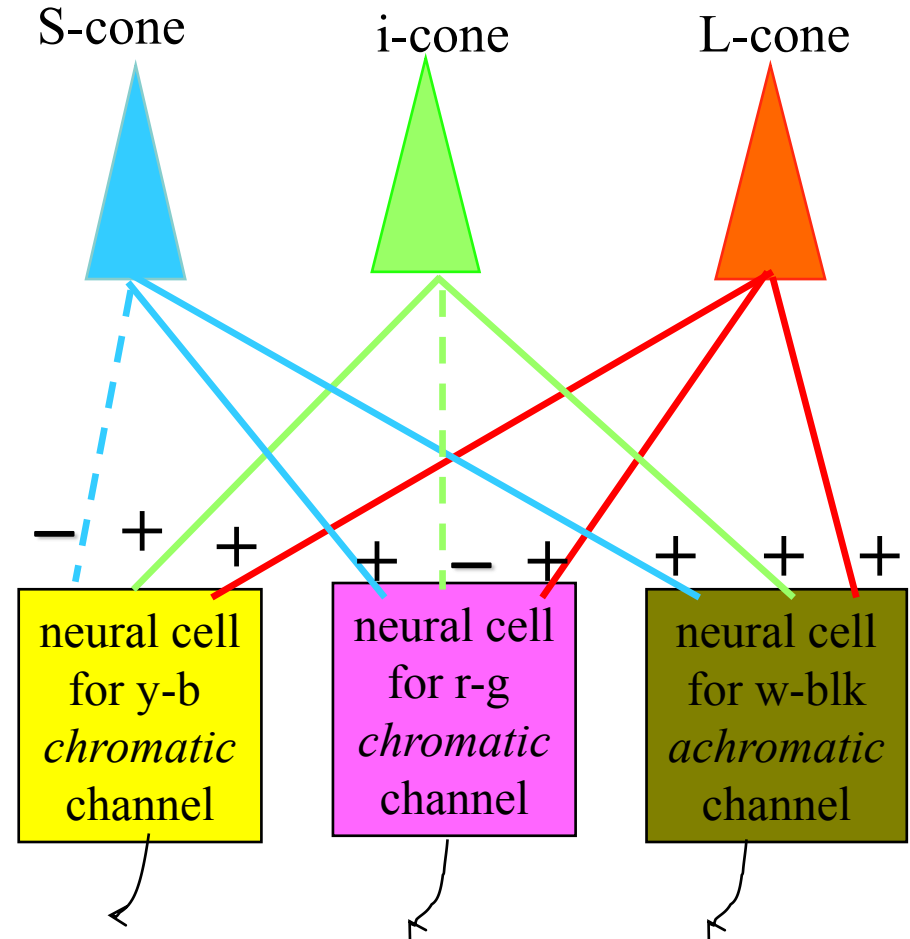 S-cone i-cone L-cone
− + + + − + + + +
neural cell
for y-b
chromatic
channel
neural cell
for r-g
chromatic
channel
neural cell
for w-blk
achromatic
channel